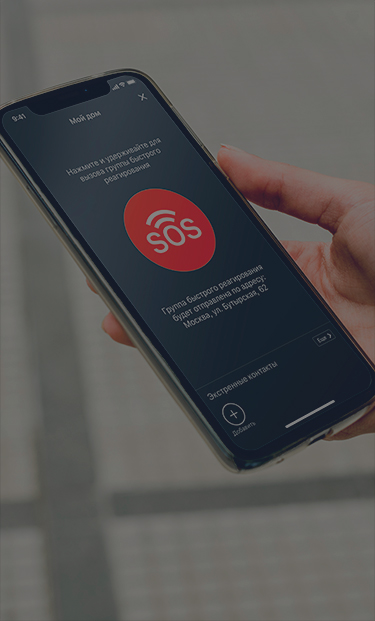 9:41
Мой дом
Нажмите и удерживайте для
вызова группы быстрого
реагирования
SOS
Группа быстрого реагирования
будет отправлена по адресу:
Москва, ул. Бутырская, 62
Экстренные контакты
Еще
Добавить